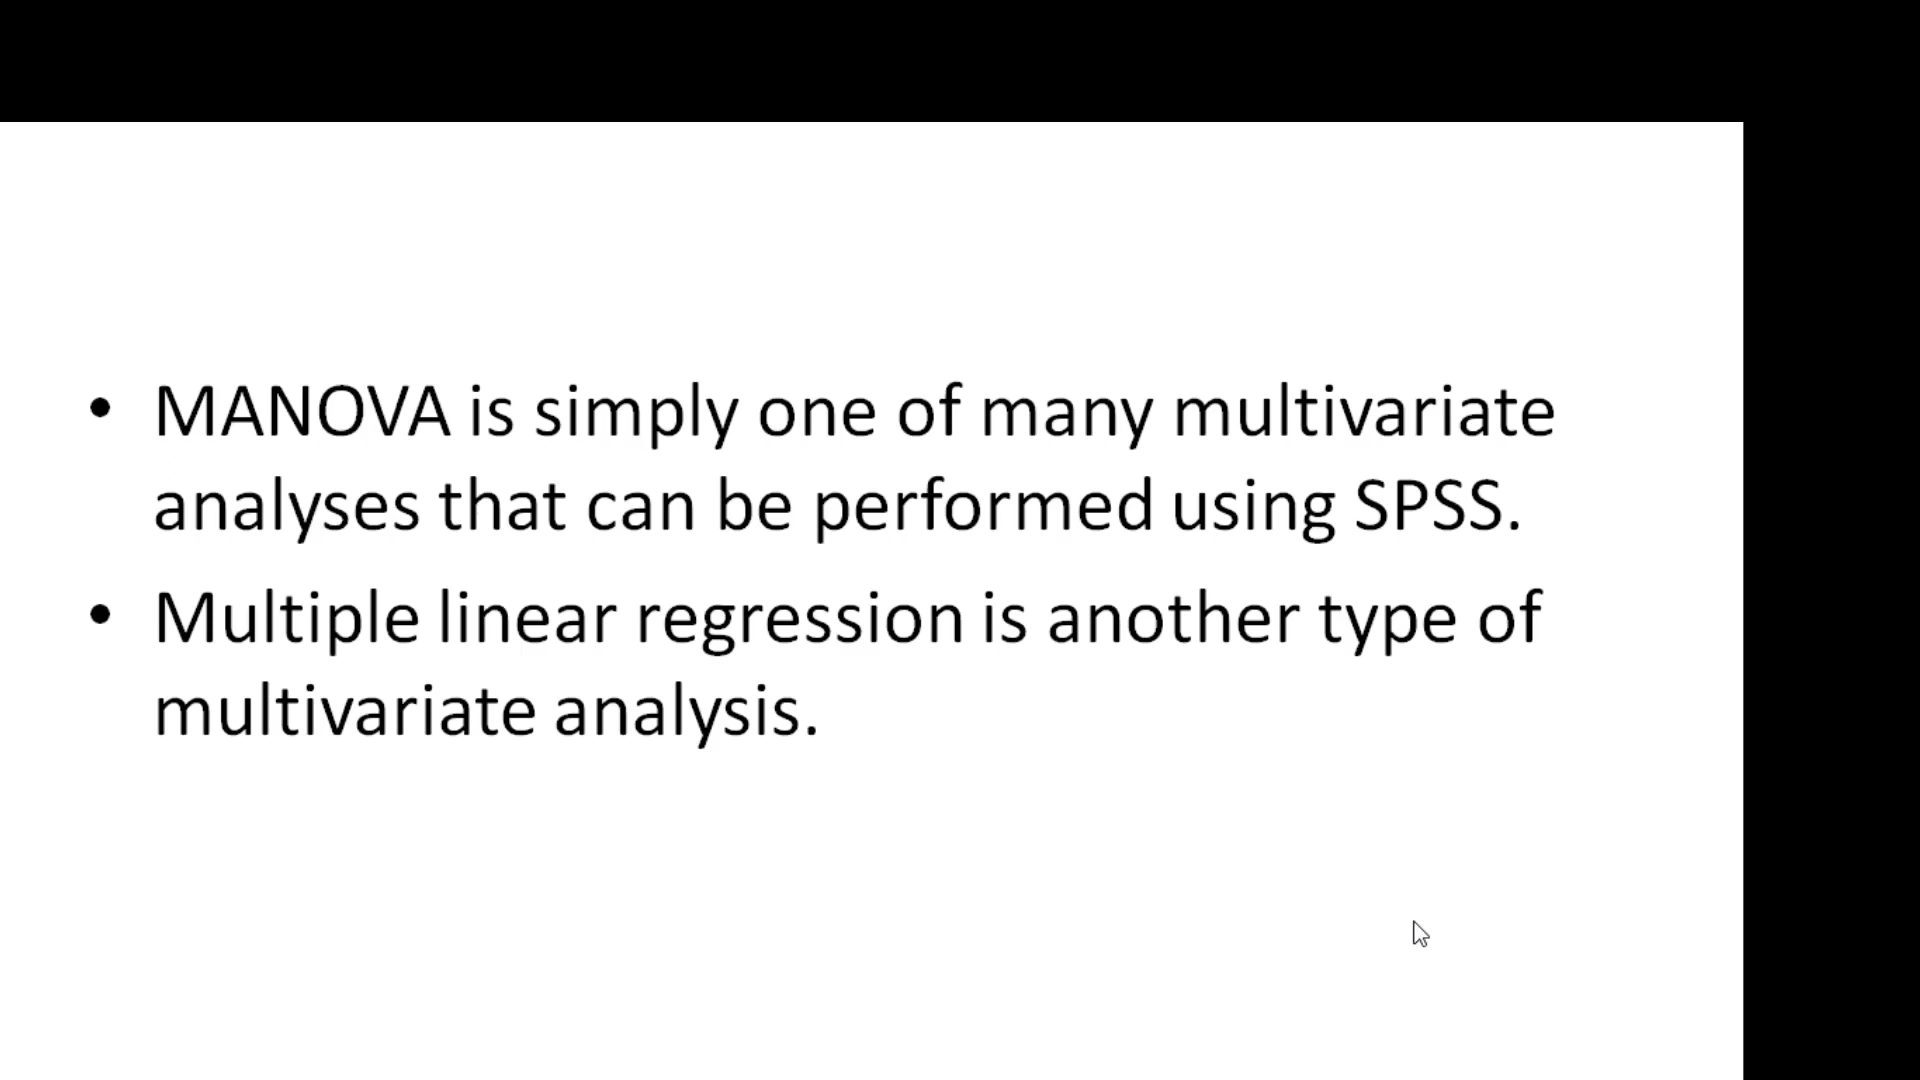 • MANOVA is simply one of many multivariate
analyses that can be performed using SPSS.
• Multiple linear regression is another type of
multivariate analysis.